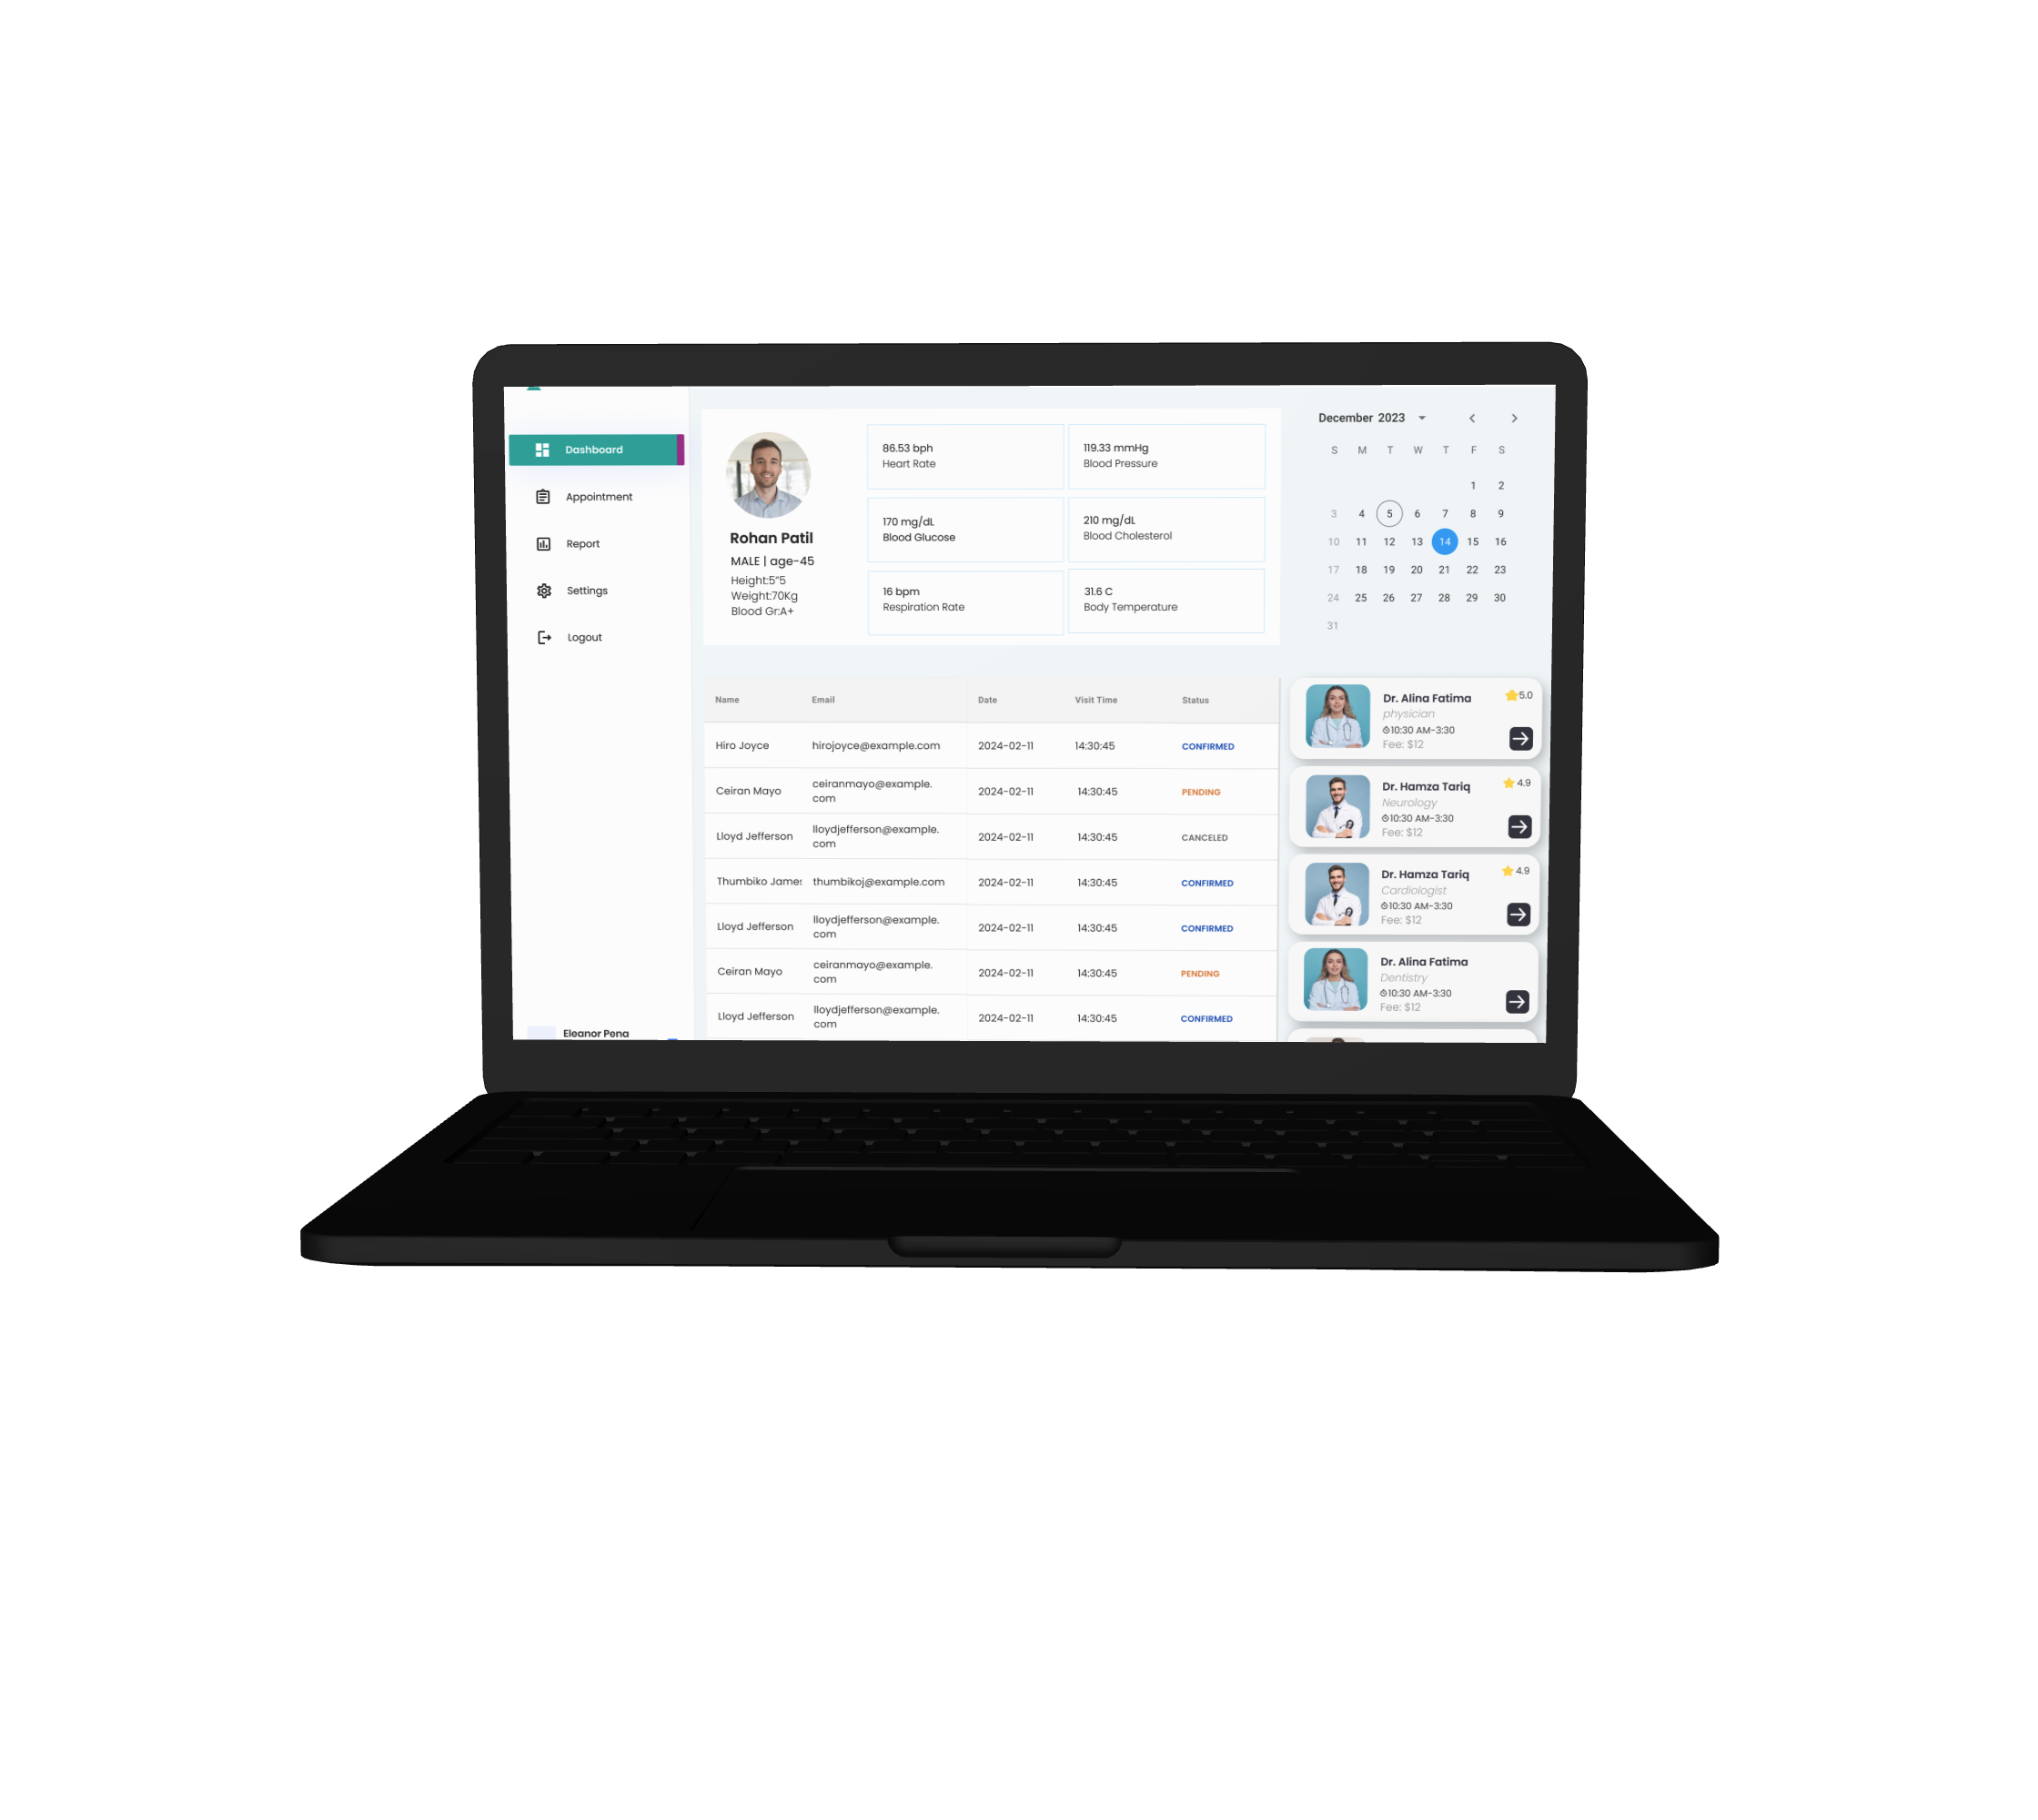 Dashboard
Appointment
Report
Settings
Logout
Eleanor Pena
Rohan Patil
MALE | age-45
Height:5"5
Weight:70Kg
Blood Gr:A+
86.53 bph
Heart Rate
119.33 mmHg
Blood Pressure
170 mg/dL
Blood Glucose
210 mg/dL
Blood Cholesterol
16 bpm
Respiration Rate
31.6 C
Body Temperature
December 2023
S M T W T F S
1 2
3 4 5 6 7 8 9
10 11 12 13 14 15 16
17 18 19 20 21 22 23
24 25 26 27 28 29 30
31
Name Email Date Visit Time Status
Hiro Joyce hirojoyce@example.com 2024-02-11 14:30:45 CONFIRMED
Ceiran Mayo ceiranmayo@example. 2024-02-11 14:30:45 PENDING
com
Lloyd Jefferson lloydjefferson@example. 2024-02-11 14:30:45 CANCELED
com
Thumbiko James thumbikoj@example.com 2024-02-11 14:30:45 CONFIRMED
Lloyd Jefferson lloydjefferson@example. 2024-02-11 14:30:45 CONFIRMED
com
Ceiran Mayo ceiranmayo@example. 2024-02-11 14:30:45 PENDING
com
Lloyd Jefferson lloydjefferson@example. 2024-02-11 14:30:45 CONFIRMED
com
Dr. Alina Fatima 5.0
physician
10:30 AM-3:30
Fee: $12
Dr. Hamza Tariq 4.9
Neurology
10:30 AM-3:30
Fee: $12
Dr. Hamza Tariq 4.9
Cardiologist
10:30 AM-3:30
Fee: $12
Dr. Alina Fatima
Dentistry
10:30 AM-3:30
Fee: $12